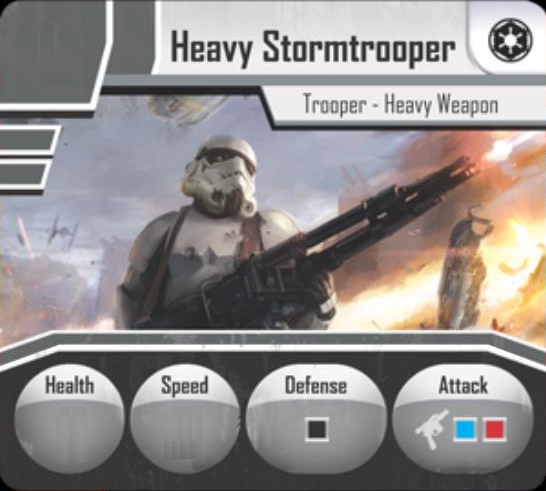 Heavy Stormtrooper
Trooper - Heavy Weapon
Health Speed Defense Attack